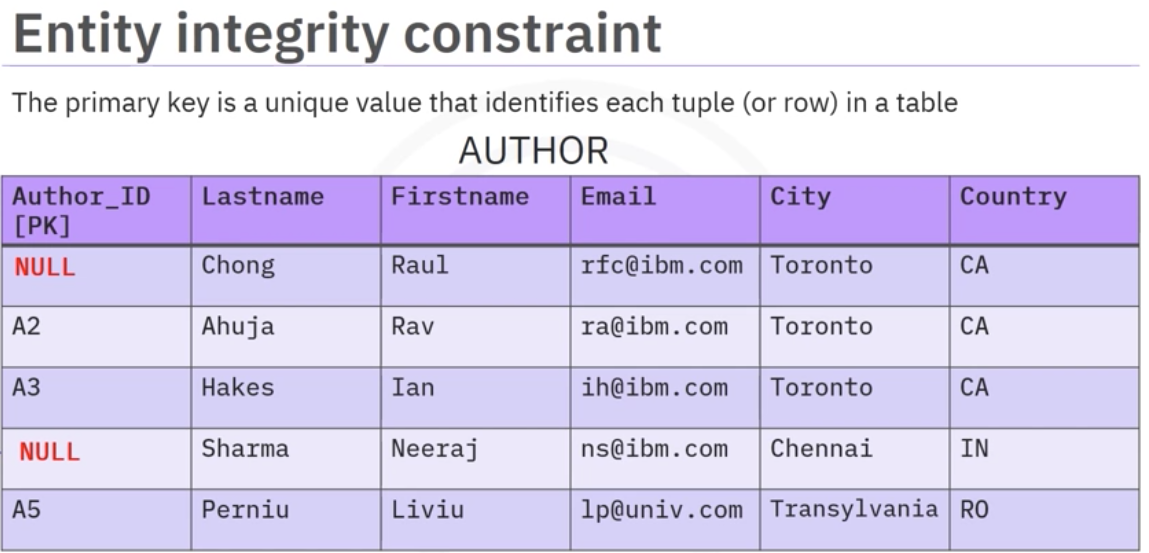 Entity integrity constraint
The primary key is a unique value that identifies each tuple (or row) in a table
AUTHOR
Author_ID [PK] Lastname Firstname Email City Country
NULL Chong Raul rfc@ibm.com Toronto CA
A2 Ahuja Rav ra@ibm.com Toronto CA
A3 Hakes Ian ih@ibm.com Toronto CA
NULL Sharma Neeraj ns@ibm.com Chennai IN
A5 Perniu Liviu lp@univ.com Transylvania RO